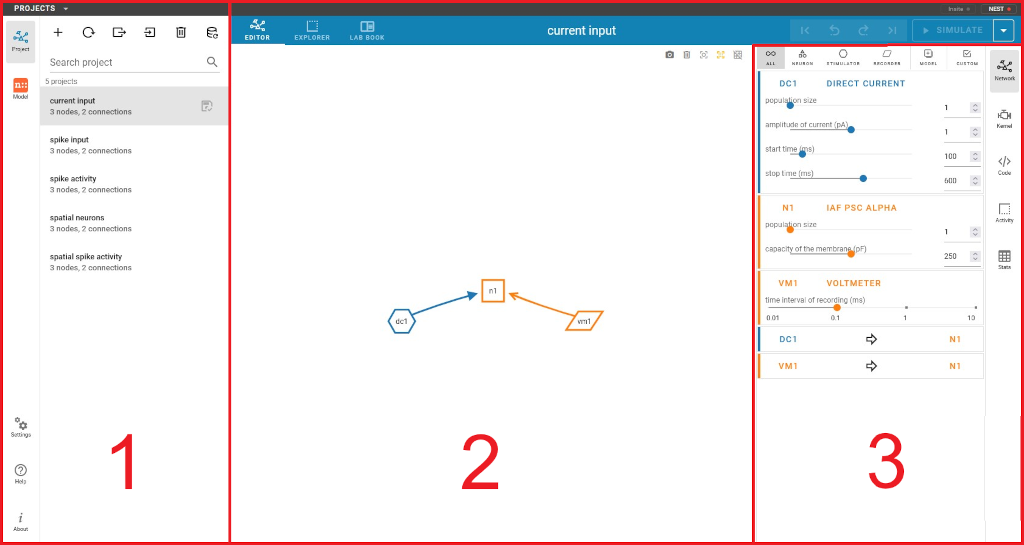 PROJECTS
Insite
NEST
Project
Model
Settings
Help
i
About
Search project
5 projects
current input
3 nodes, 2 connections
spike input
3 nodes, 2 connections
spike activity
3 nodes, 2 connections
spatial neurons
3 nodes, 2 connections
spatial spike activity
3 nodes, 2 connections
1
EDITOR
EXPLORER
LAB BOOK
current input
SIMULATE
n1
dc1
vm1
2
ALL
NEURON
STIMULATOR
RECORDER
MODEL
CUSTOM
DC1 DIRECT CURRENT
population size
1
amplitude of current (pA)
1
start time (ms)
100
stop time (ms)
600
N1 IAF PSC ALPHA
population size
1
capacity of the membrane (pF)
250
VM1 VOLTMETER
time interval of recording (ms)
0.01 0.1 1 10
DC1 N1
VM1 N1
3
Network
Kernel
Code
Activity
Stats